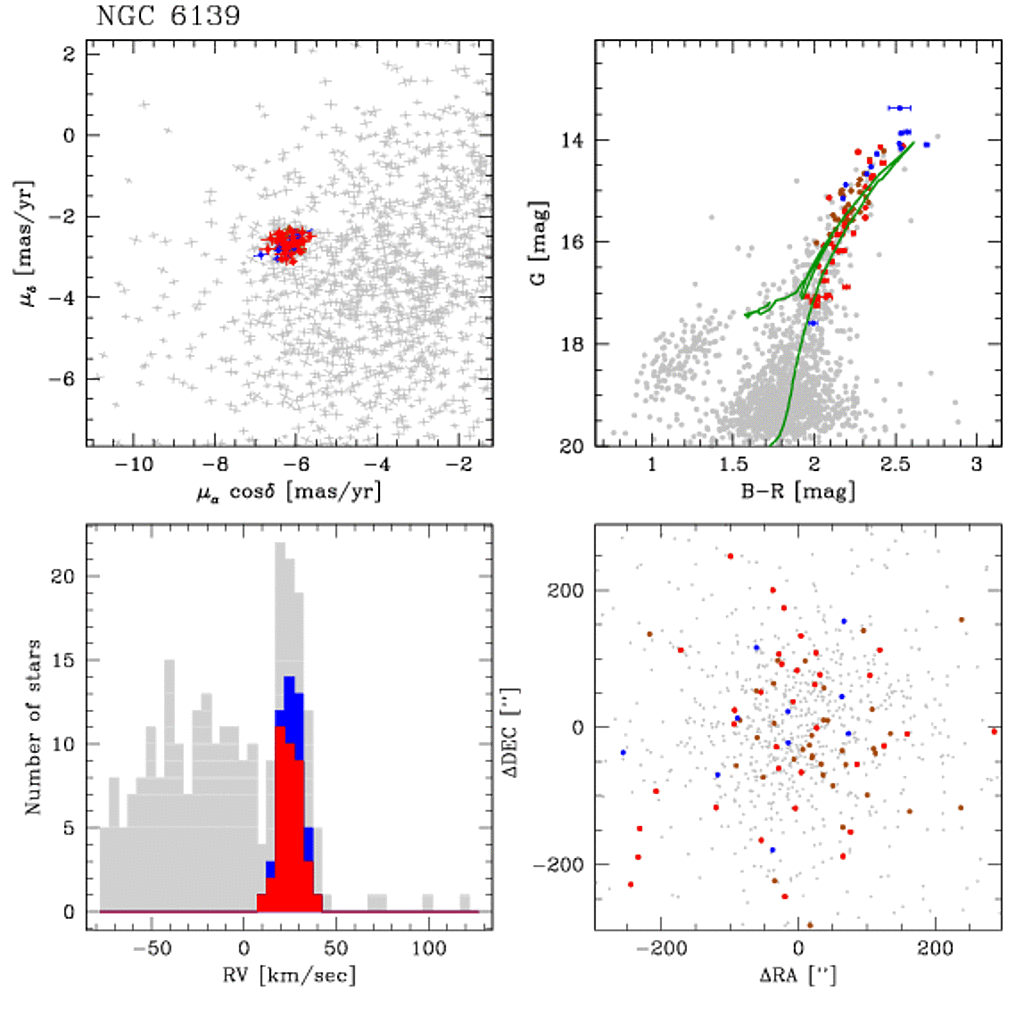 NGC 6139
2
0
−2
−4
−6
μδ [mas/yr]
−10 −8 −6 −4 −2
μα cosδ [mas/yr]
14
16
18
20
G [mag]
1 1.5 2 2.5 3
B−R [mag]
20
15
10
5
0
Number of stars
−50 0 50 100
RV [km/sec]
200
0
−200
ΔDEC [″]
−200 0 200
ΔRA [″]